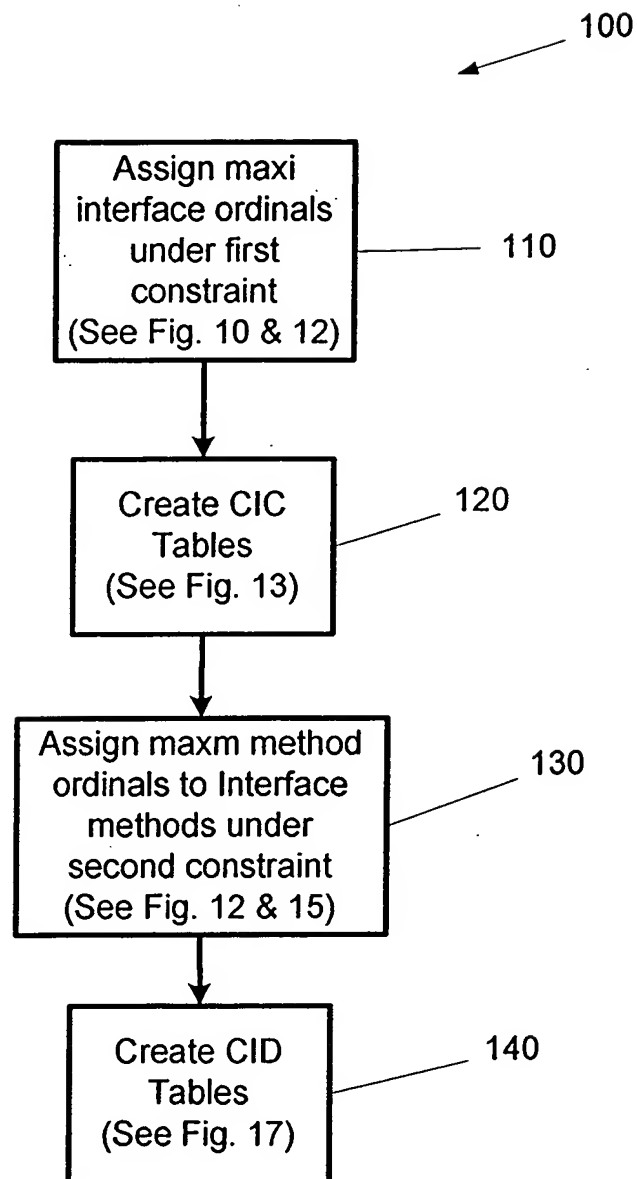 100
Assign maxi
interface ordinals
under first
constraint
(See Fig. 10 & 12)
110
Create CIC
Tables
(See Fig. 13)
120
Assign maxm method
ordinals to Interface
methods under
second constraint
(See Fig. 12 & 15)
130
Create CID
Tables
(See Fig. 17)
140